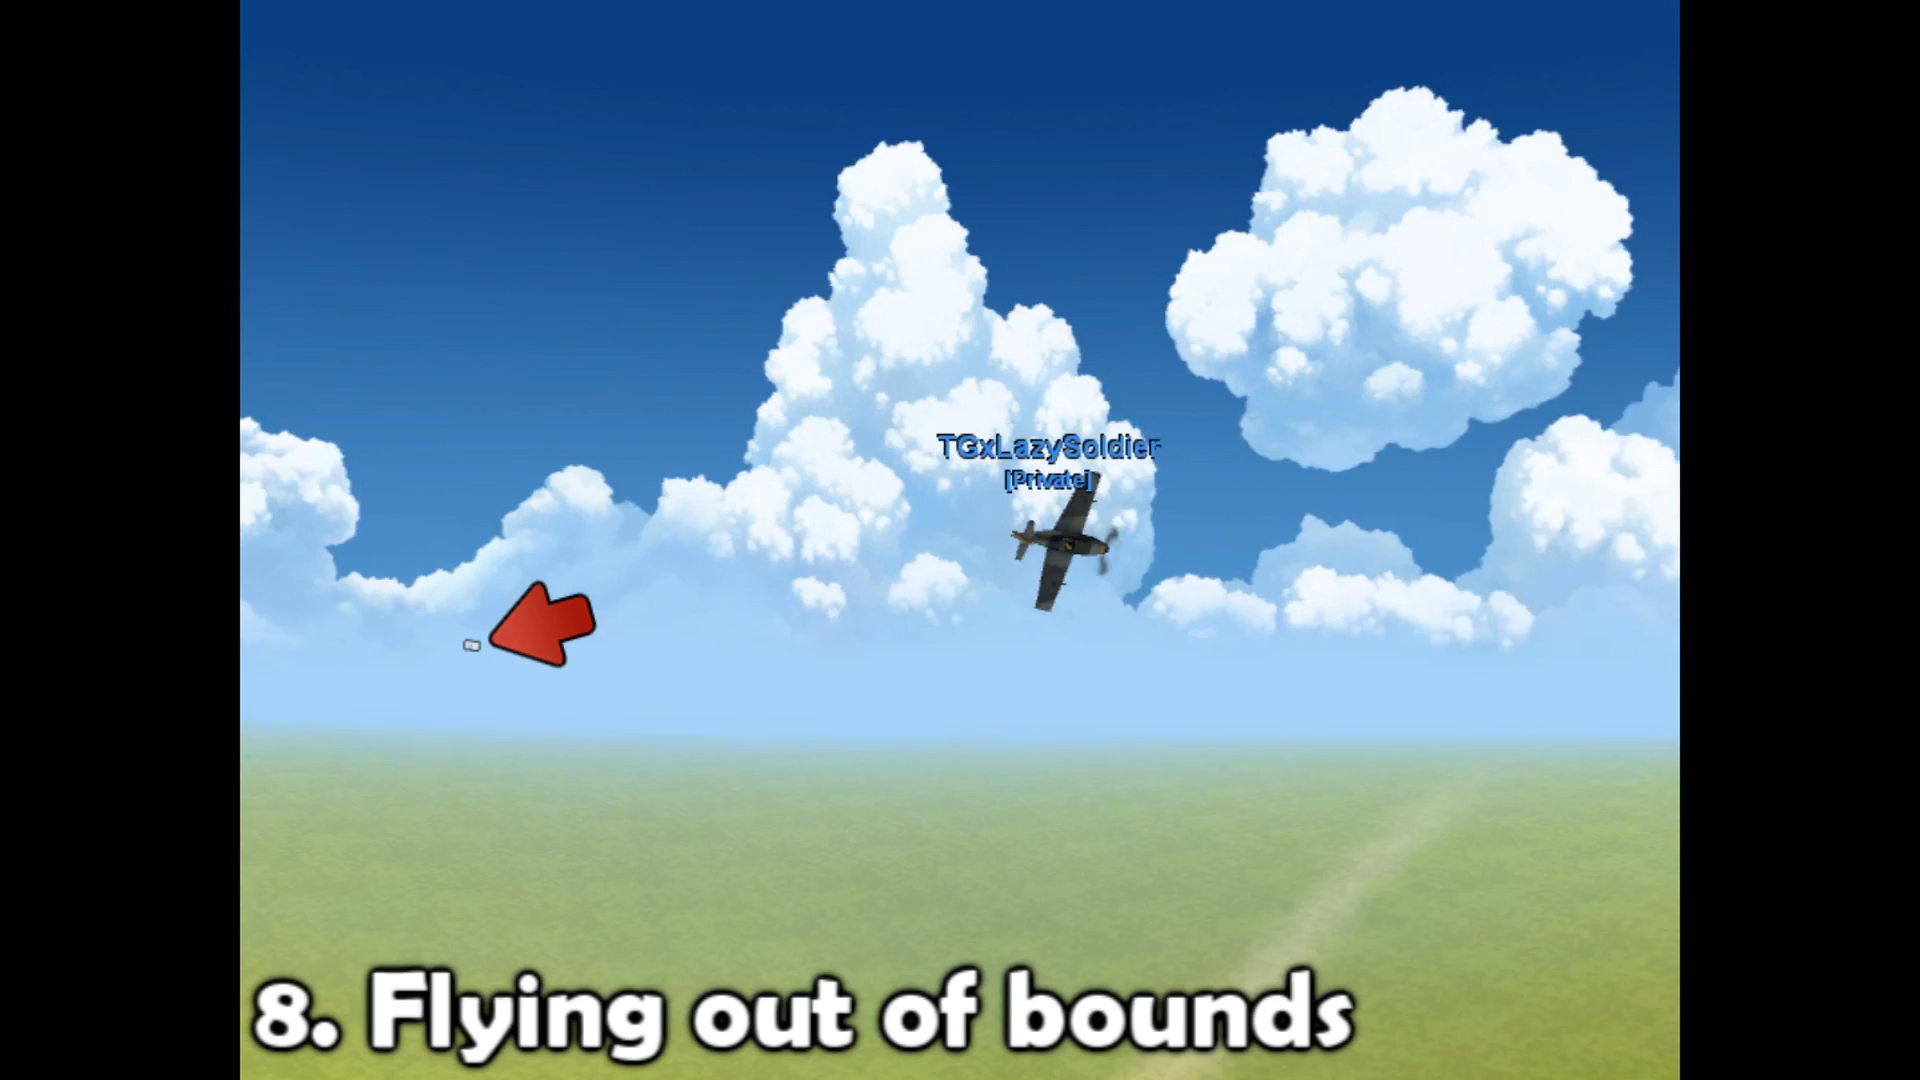 TGxLazySoldier
[Private]
8. Flying out of bounds